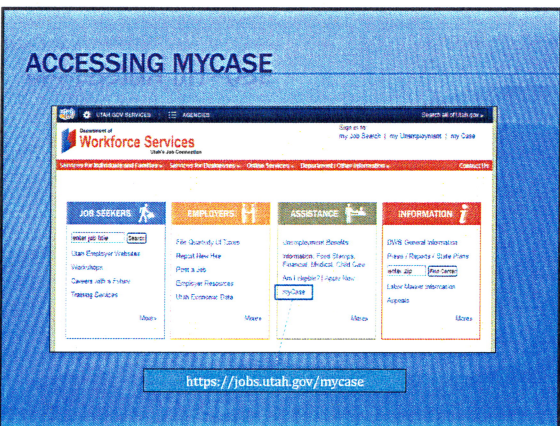 ACCESSING MYCASE
UTAH.GOV SERVICES AGENCIES Search all of Utah.gov »
Sign in to
my Job Search | my Unemployment | my Case
Department of
Workforce Services
Utah's Job Connection
Services for Individuals and Families Services for Businesses Online Services Department / Other Information Contact Us
JOB SEEKERS
enter job title Search
Utah Employer Websites
Workshops
Careers with a Future
Training Services
More»
EMPLOYERS
File Quarterly UI Taxes
Report New Hire
Post a Job
Employer Resources
Utah Economic Data
More»
ASSISTANCE
Unemployment Benefits
Information: Food Stamps,
Financial, Medical, Child Care
Am I eligible? / Apply Now
myCase
More»
INFORMATION
DWS General Information
Press / Reports / State Plans
enter zip Find Center
Labor Market Information
Appeals
More»
https://jobs.utah.gov/mycase